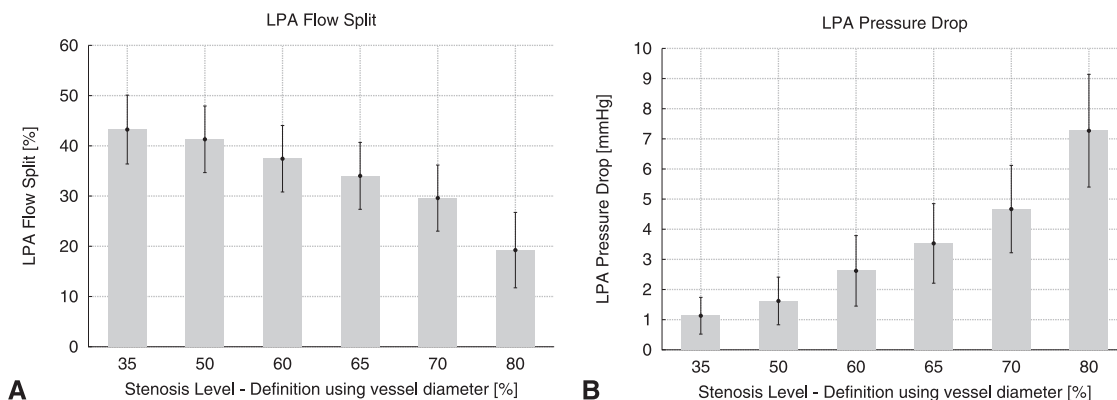 LPA Flow Split
60
50
40
30
20
10
0
LPA Flow Split [%]
35 50 60 65 70 80
Stenosis Level - Definition using vessel diameter [%]
A
LPA Pressure Drop
10
9
8
7
6
5
4
3
2
1
0
LPA Pressure Drop [mmHg]
35 50 60 65 70 80
Stenosis Level - Definition using vessel diameter [%]
B